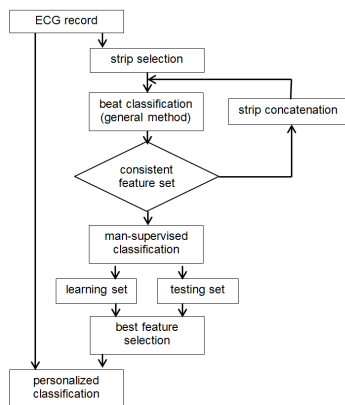 ECG record
strip selection
beat classification
(general method)
strip concatenation
consistent
feature set
man-supervised
classification
learning set
testing set
best feature
selection
personalized
classification